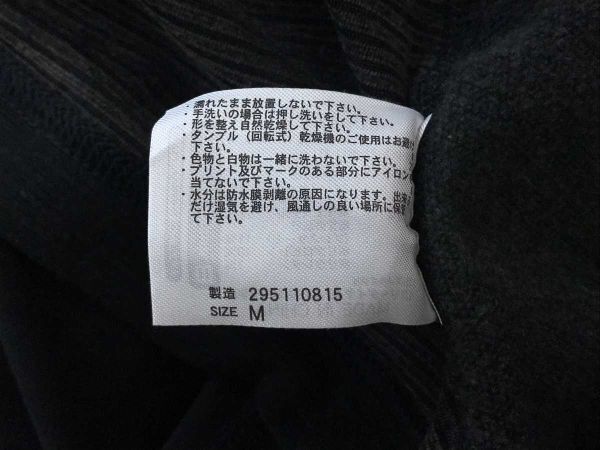 ・濡れたまま放置しないで下さい。
・手洗いの場合は押し洗いをして下さい。
・形を整え自然乾燥して下さい。
・タンブル（回転式）乾燥機のご使用はお避け
下さい。
・色物と白物は一緒に洗わないで下さい。
・プリント及びマークのある部分にアイロン
当てないで下さい。
・水分は防水膜剥離の原因になります。出来
だけ湿気を避け、風通しの良い場所に保管
して下さい。
製造 295110815
SIZE M